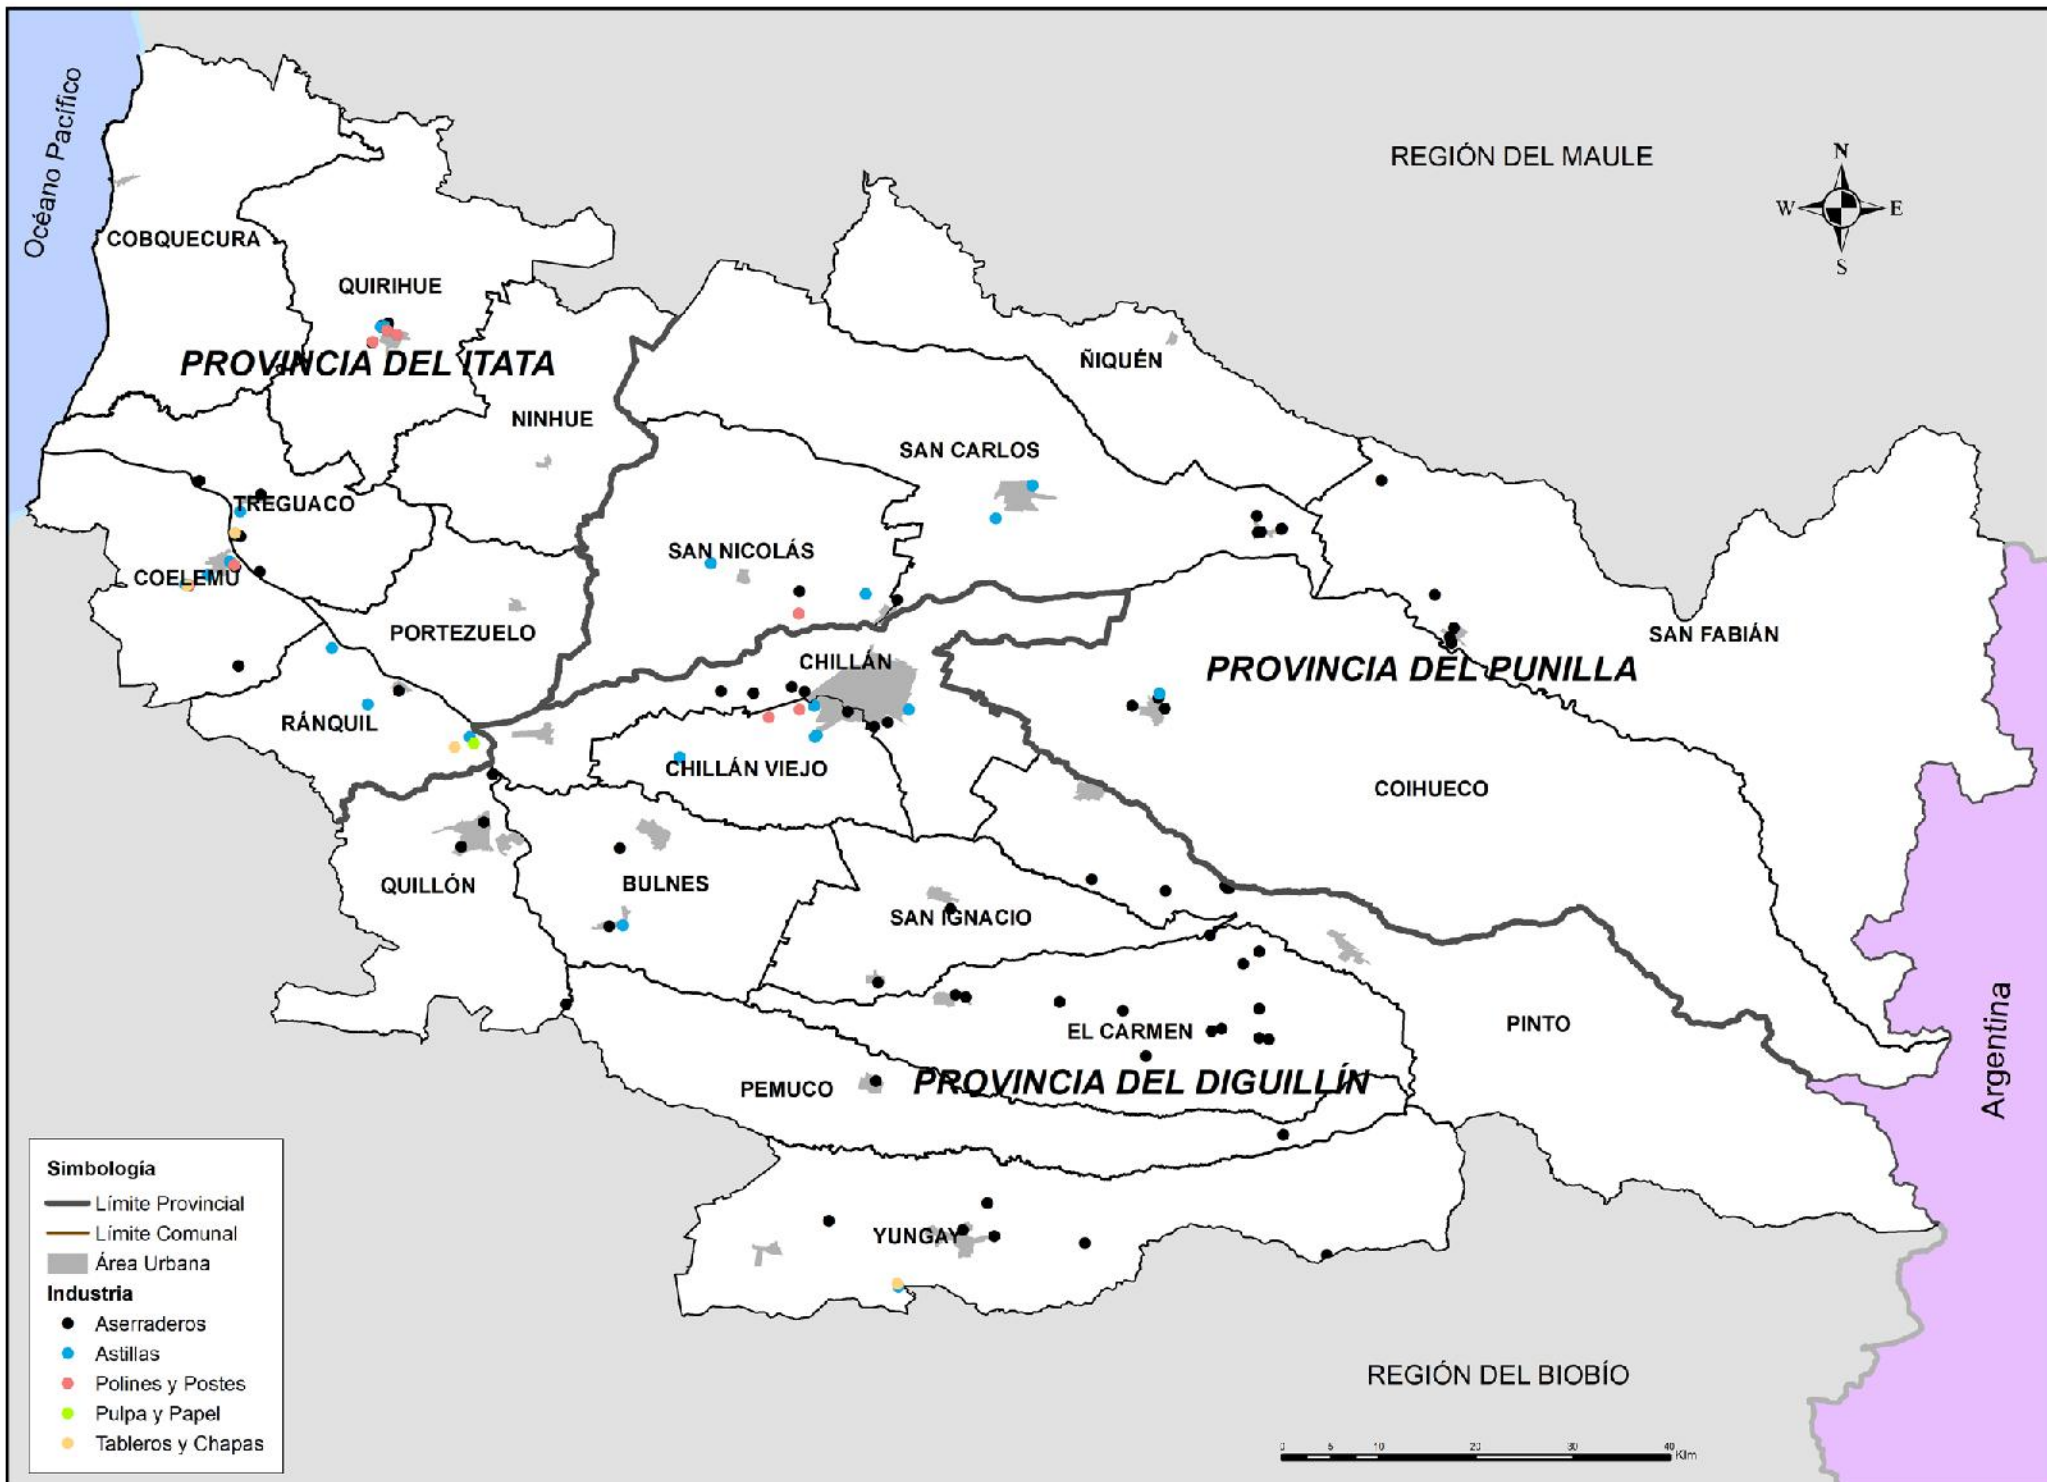 Océano Pacífico
REGIÓN DEL MAULE
N
W
E
S
COBQUECURA
QUIRIHUE
PROVINCIA DEL ITATA
NINHUE
ÑIQUÉN
SAN CARLOS
TREGUACO
SAN NICOLÁS
COELEMU
PORTEZUELO
SAN FABIÁN
CHILLÁN
PROVINCIA DEL PUNILLA
RÁNQUIL
CHILLÁN VIEJO
COIHUECO
QUILLÓN
BULNES
SAN IGNACIO
EL CARMEN
PINTO
Argentina
PEMUCO
PROVINCIA DEL DIGUILLÍN
YUNGAY
REGIÓN DEL BIOBÍO
Simbología
Límite Provincial
Límite Comunal
Área Urbana
Industria
Aserraderos
Astillas
Polines y Postes
Pulpa y Papel
Tableros y Chapas
0 5 10 20 30 40
Klm